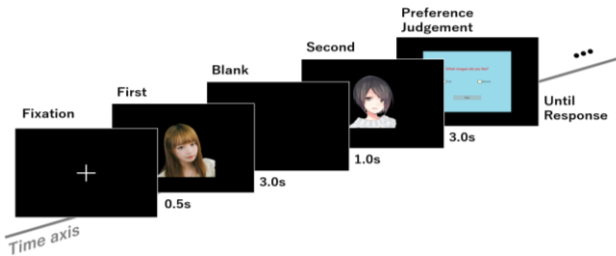 Preference
Judgement
Second
Blank
First
Fixation
Until
Response
3.0s
1.0s
3.0s
0.5s
Time axis